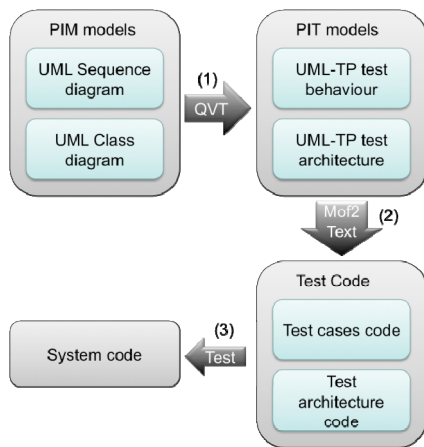 PIM models
UML Sequence
diagram
UML Class
diagram
(1)
QVT
PIT models
UML-TP test
behaviour
UML-TP test
architecture
Mof2
Text
(2)
Test Code
Test cases code
Test
architecture
code
(3)
Test
System code